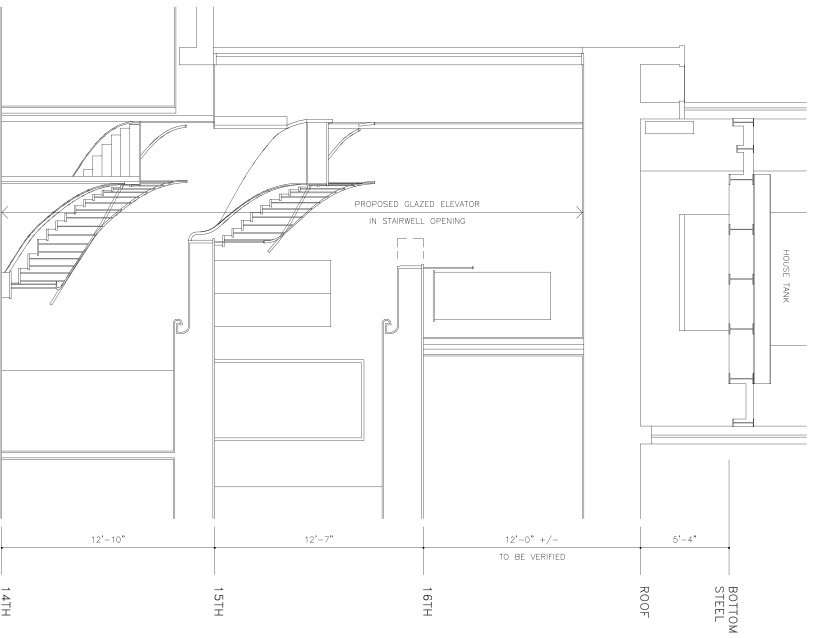 PROPOSED GLAZED ELEVATOR
IN STAIRWELL OPENING
HOUSE TANK
12'-10"
12'-7"
12'-0" +/-
TO BE VERIFIED
5'-4"
14TH
15TH
16TH
ROOF
BOTTOM
STEEL